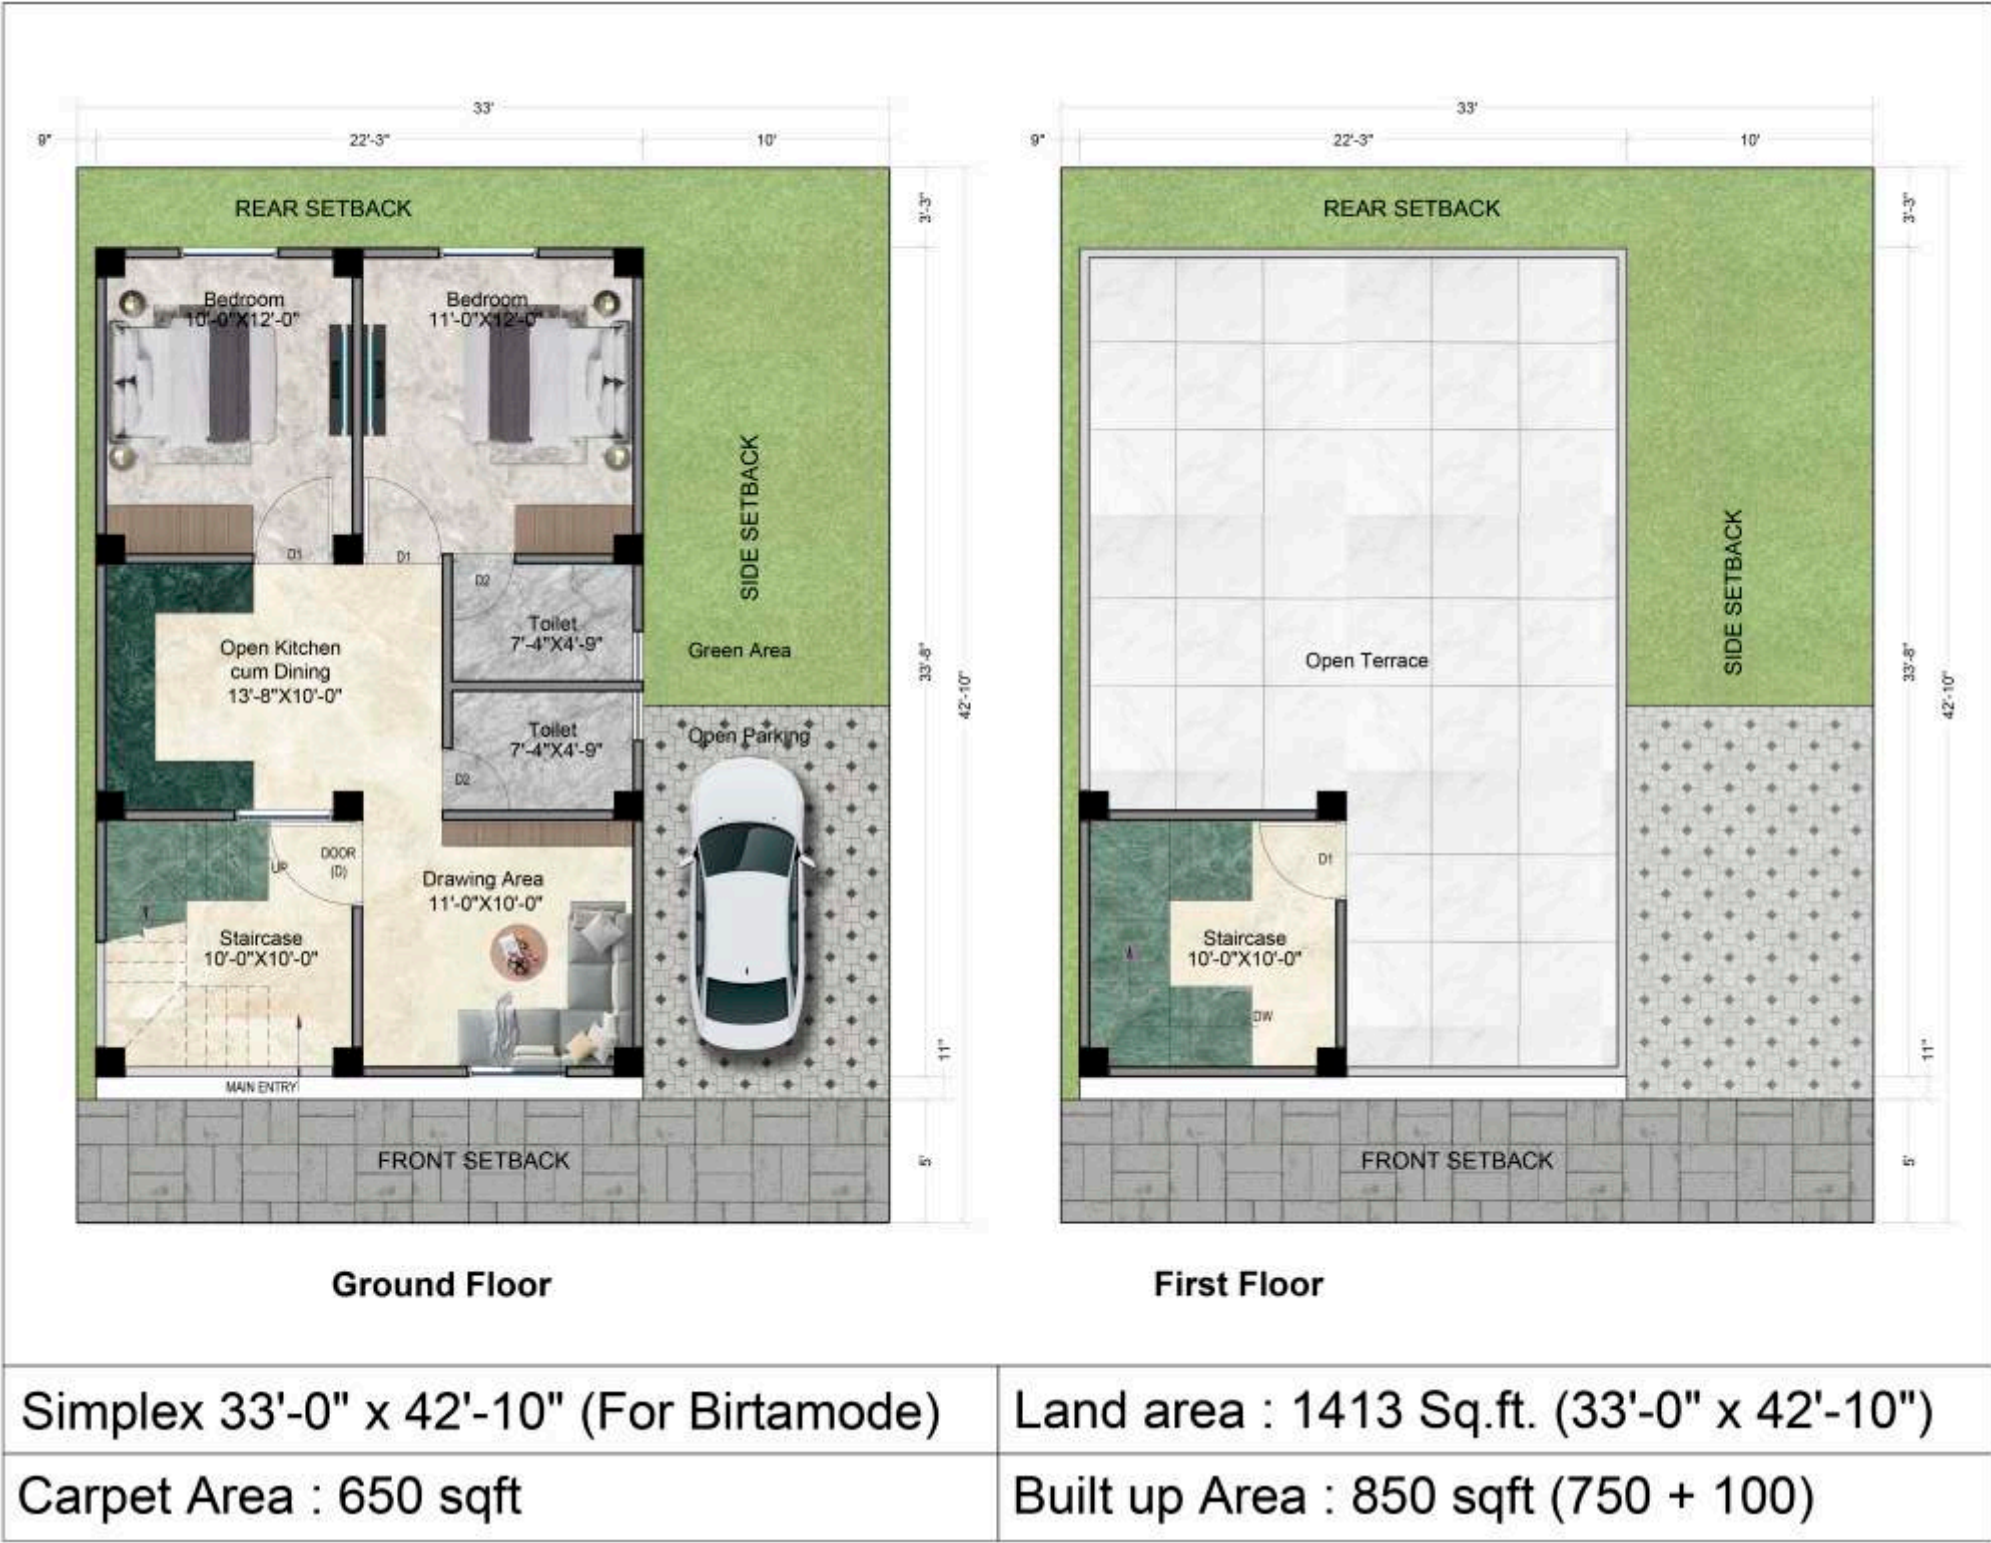 33'
9"
22'-3"
10'
REAR SETBACK
3'-3"
Bedroom
10'-0"X12'-0"
Bedroom
11'-0"X12'-0"
SIDE SETBACK
D1
D1
D2
Toilet
7'-4"X4'-9"
Open Kitchen
cum Dining
13'-8"X10'-0"
Green Area
33'-8"
42'-10"
Toilet
7'-4"X4'-9"
Open Parking
D2
UP
DOOR
(D)
Drawing Area
11'-0"X10'-0"
Staircase
10'-0"X10'-0"
11"
MAIN ENTRY
FRONT SETBACK
5'
Ground Floor
33'
9"
22'-3"
10'
REAR SETBACK
3'-3"
SIDE SETBACK
Open Terrace
33'-8"
42'-10"
D1
Staircase
10'-0"X10'-0"
DW
11"
FRONT SETBACK
5'
First Floor
Simplex 33'-0" x 42'-10" (For Birtamode)
Land area : 1413 Sq.ft. (33'-0" x 42'-10")
Carpet Area : 650 sqft
Built up Area : 850 sqft (750 + 100)